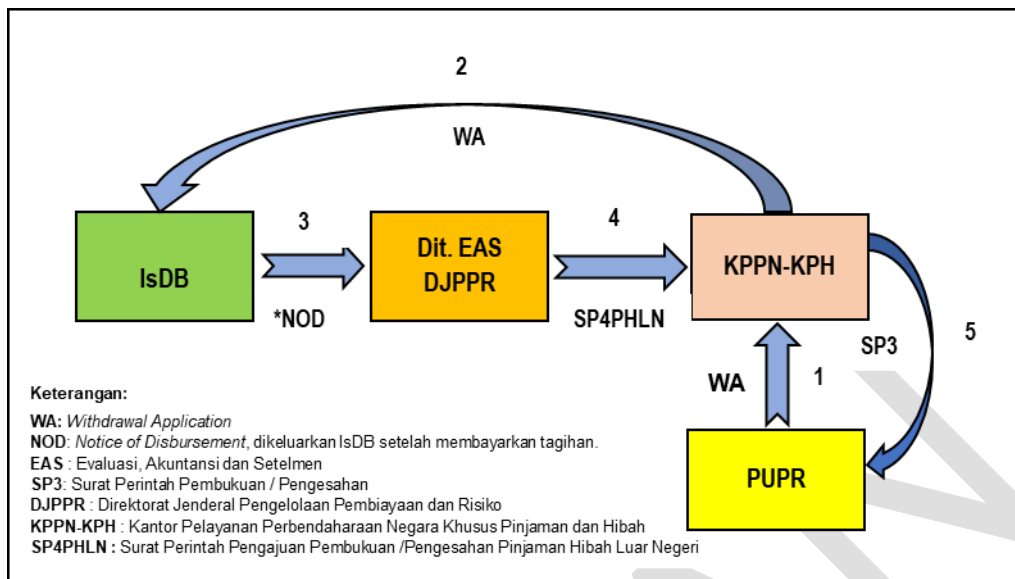 2
WA
IsDB
3
*NOD
Dit. EAS
DJPPR
4
SP4PHLN
KPPN-KPH
SP3
5
WA
1
PUPR
Keterangan:
WA: Withdrawal Application
NOD: Notice of Disbursement, dikeluarkan IsDB setelah membayarkan tagihan.
EAS : Evaluasi, Akuntansi dan Setelmen
SP3: Surat Perintah Pembukuan / Pengesahan
DJPPR : Direktorat Jenderal Pengelolaan Pembiayaan dan Risiko
KPPN-KPH : Kantor Pelayanan Perbendaharaan Negara Khusus Pinjaman dan Hibah
SP4PHLN : Surat Perintah Pengajuan Pembukuan /Pengesahan Pinjaman Hibah Luar Negeri